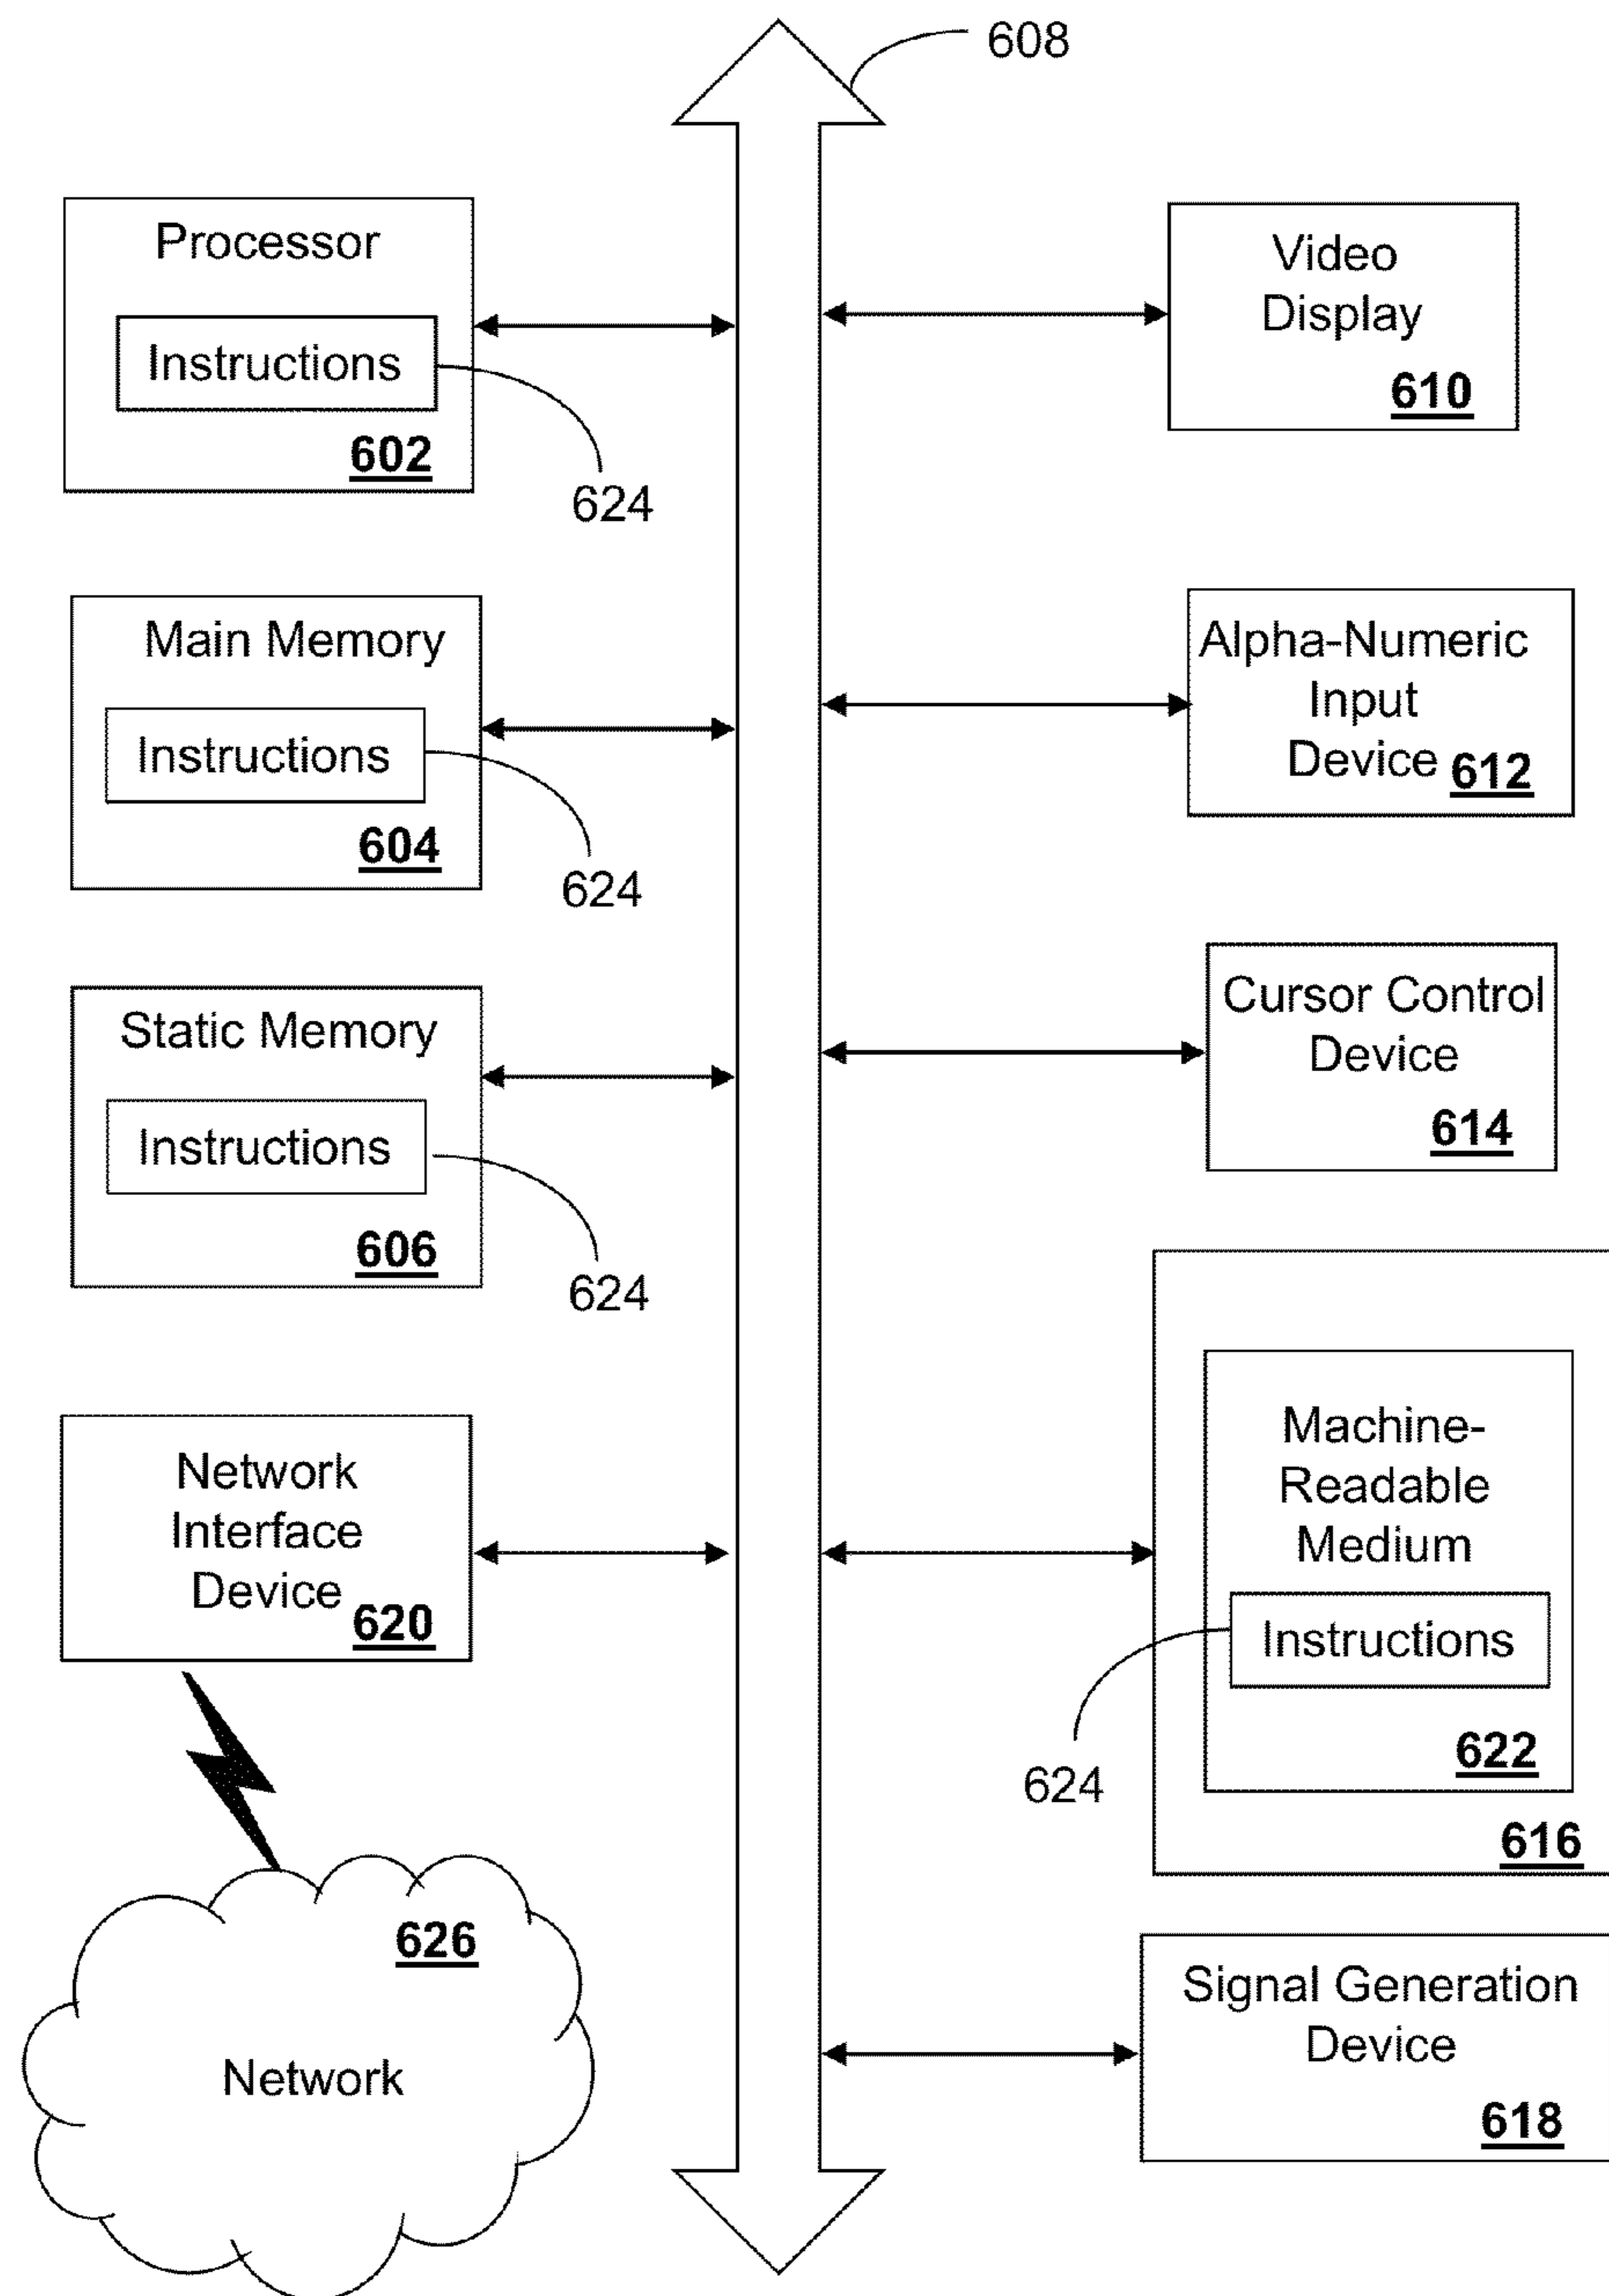 608
Processor
Instructions
602
624
Main Memory
Instructions
604
624
Static Memory
Instructions
606
624
Network
Interface
Device
620
626
Network
Video
Display
610
Alpha-Numeric
Input
Device 612
Cursor Control
Device
614
Machine-
Readable
Medium
Instructions
622
624
616
Signal Generation
Device
618